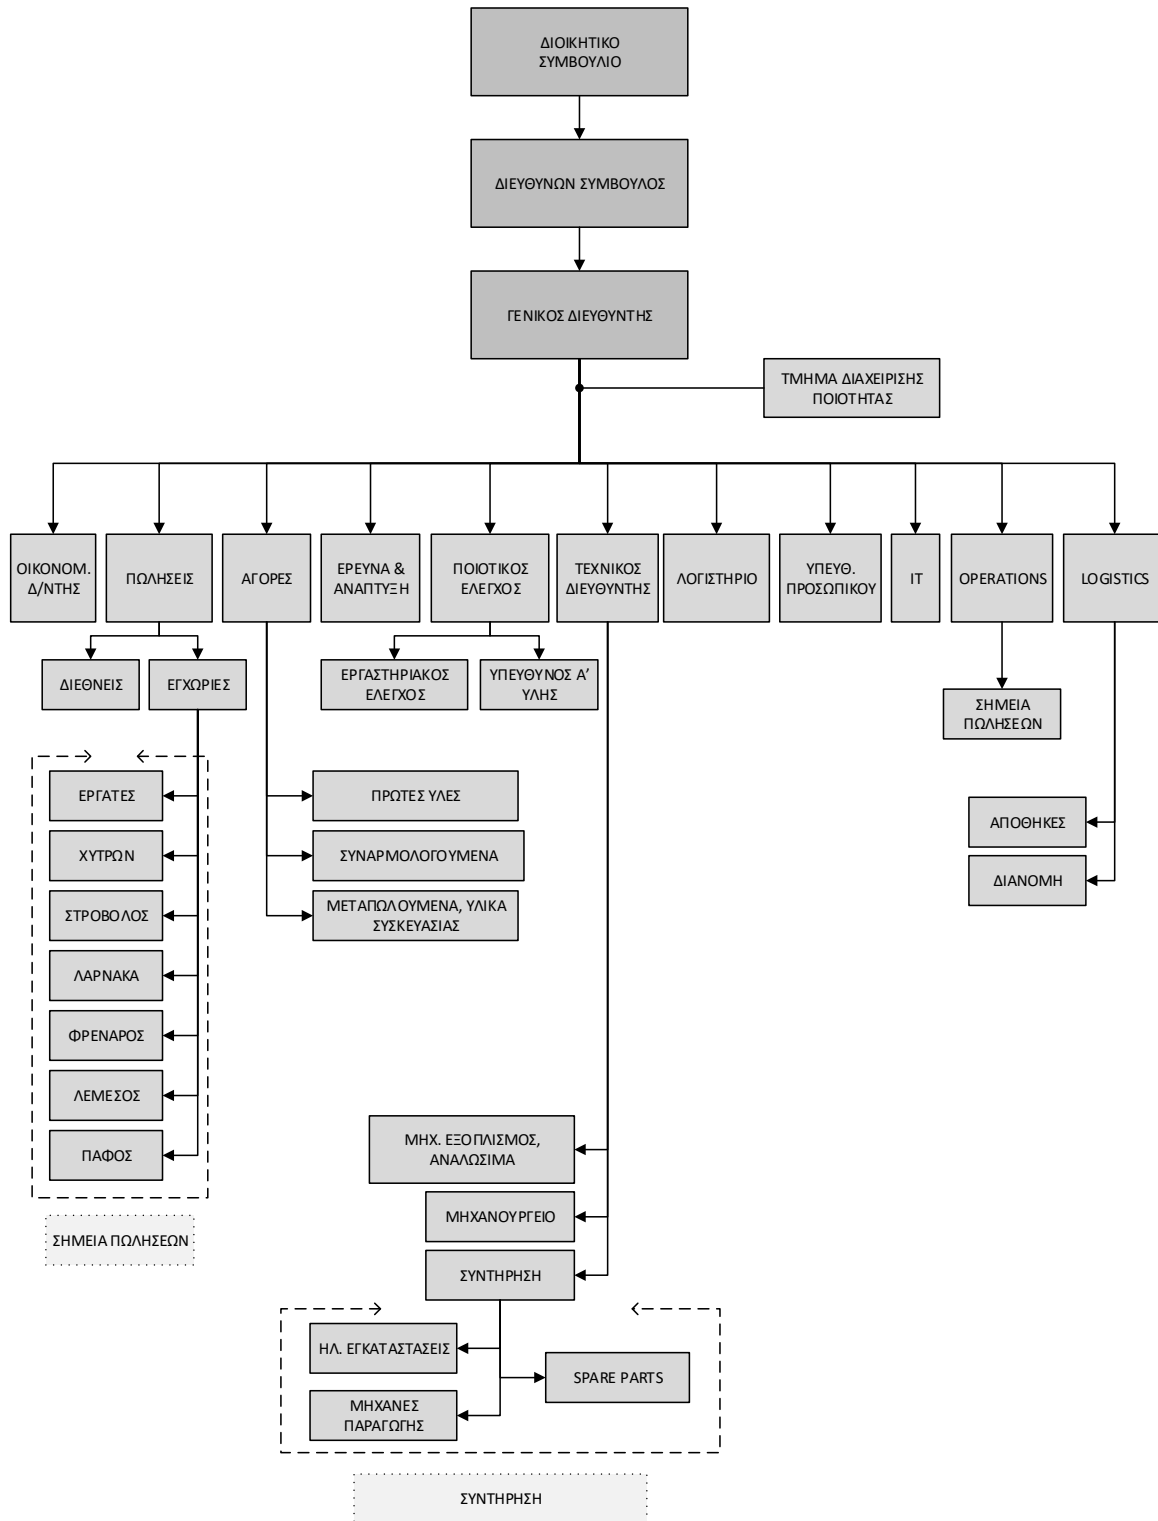 ΔΙΟΙΚΗΤΙΚΟ
ΣΥΜΒΟΥΛΙΟ
ΔΙΕΥΘΥΝΩΝ ΣΥΜΒΟΥΛΟΣ
ΓΕΝΙΚΟΣ ΔΙΕΥΘΥΝΤΗΣ
ΤΜΗΜΑ ΔΙΑΧΕΙΡΙΣΗΣ
ΠΟΙΟΤΗΤΑΣ
ΟΙΚΟΝΟΜ.
Δ/ΝΤΗΣ
ΠΩΛΗΣΕΙΣ
ΑΓΟΡΕΣ
ΕΡΕΥΝΑ &
ΑΝΑΠΤΥΞΗ
ΠΟΙΟΤΙΚΟΣ
ΕΛΕΓΧΟΣ
ΤΕΧΝΙΚΟΣ
ΔΙΕΥΘΥΝΤΗΣ
ΛΟΓΙΣΤΗΡΙΟ
ΥΠΕΥΘ.
ΠΡΟΣΩΠΙΚΟΥ
IT
OPERATIONS
LOGISTICS
ΔΙΕΘΝΕΙΣ
ΕΓΧΩΡΙΕΣ
ΕΡΓΑΣΤΗΡΙΑΚΟΣ
ΕΛΕΓΧΟΣ
ΥΠΕΥΘΥΝΟΣ Α’
ΥΛΗΣ
ΣΗΜΕΙΑ
ΠΩΛΗΣΕΩΝ
ΕΡΓΑΤΕΣ
ΧΥΤΡΩΝ
ΣΤΡΟΒΟΛΟΣ
ΛΑΡΝΑΚΑ
ΦΡΕΝΑΡΟΣ
ΛΕΜΕΣΟΣ
ΠΑΦΟΣ
ΣΗΜΕΙΑ ΠΩΛΗΣΕΩΝ
ΠΡΩΤΕΣ ΥΛΕΣ
ΣΥΝΑΡΜΟΛΟΓΟΥΜΕΝΑ
ΜΕΤΑΠΩΛΟΥΜΕΝΑ, ΥΛΙΚΑ
ΣΥΣΚΕΥΑΣΙΑΣ
ΑΠΟΘΗΚΕΣ
ΔΙΑΝΟΜΗ
ΜΗΧ. ΕΞΟΠΛΙΣΜΟΣ,
ΑΝΑΛΩΣΙΜΑ
ΜΗΧΑΝΟΥΡΓΕΙΟ
ΣΥΝΤΗΡΗΣΗ
ΗΛ. ΕΓΚΑΤΑΣΤΑΣΕΙΣ
SPARE PARTS
ΜΗΧΑΝΕΣ
ΠΑΡΑΓΩΓΗΣ
ΣΥΝΤΗΡΗΣΗ